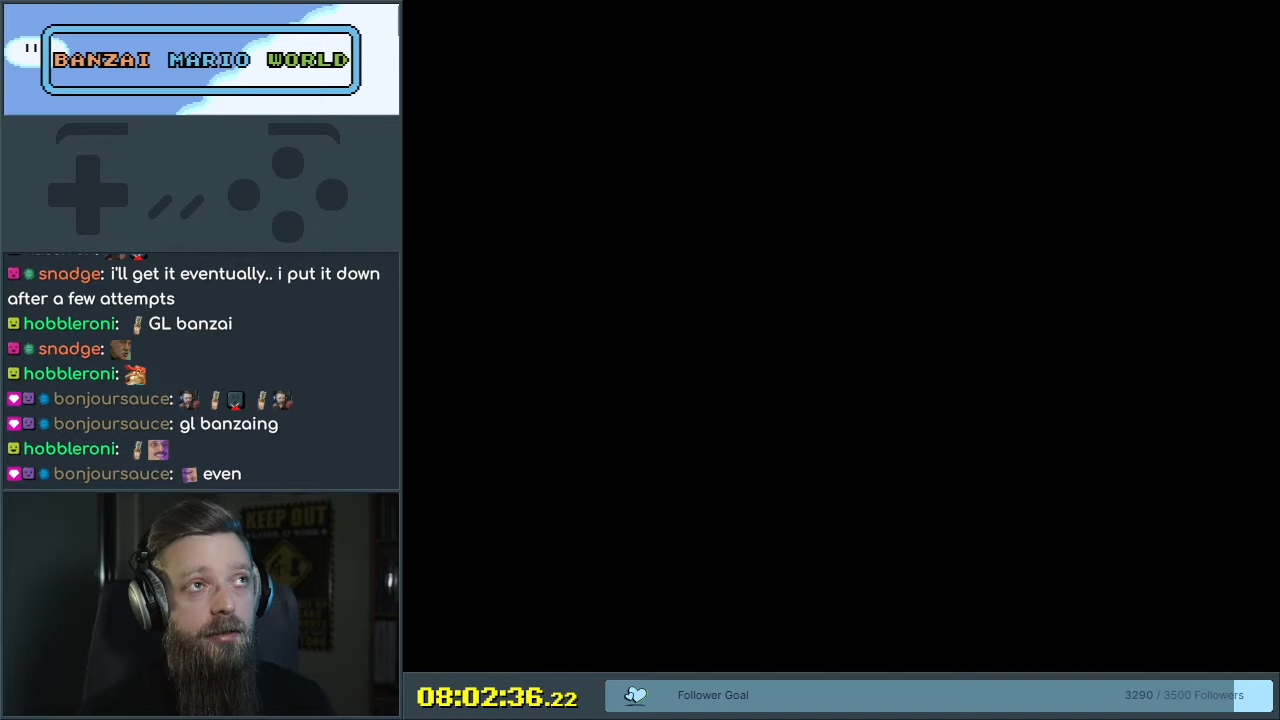 BANZAI MARIO WORLD
snadge: i'll get it eventually.. i put it down
after a few attempts
hobbleroni: GL banzai
snadge:
hobbleroni:
bonjoursauce:
bonjoursauce: gl banzaing
hobbleroni:
bonjoursauce: even
KEEP OUT
08:02:36.22
Follower Goal
3290 / 3500 Followers